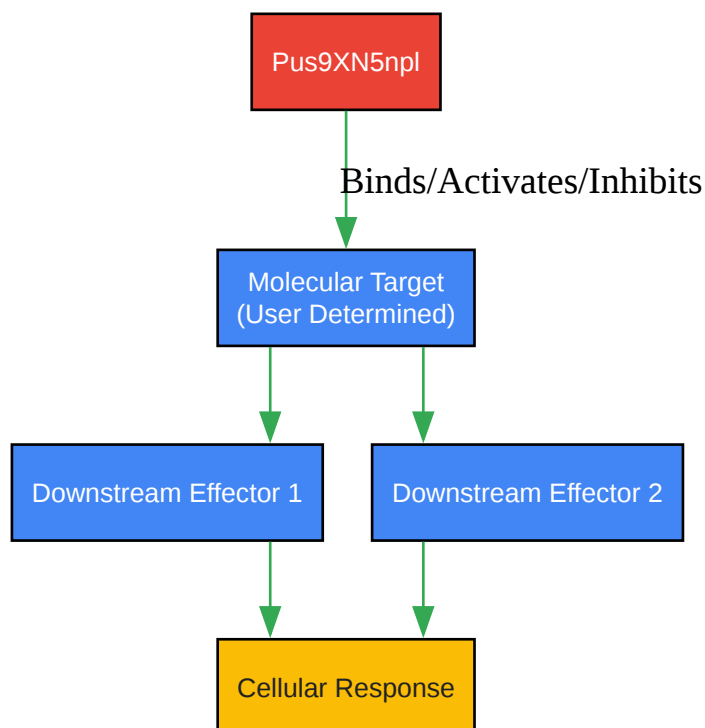 Pus9XN5npl
Binds/Activates/Inhibits
Molecular Target
(User Determined)
Downstream Effector 1
Downstream Effector 2
Cellular Response